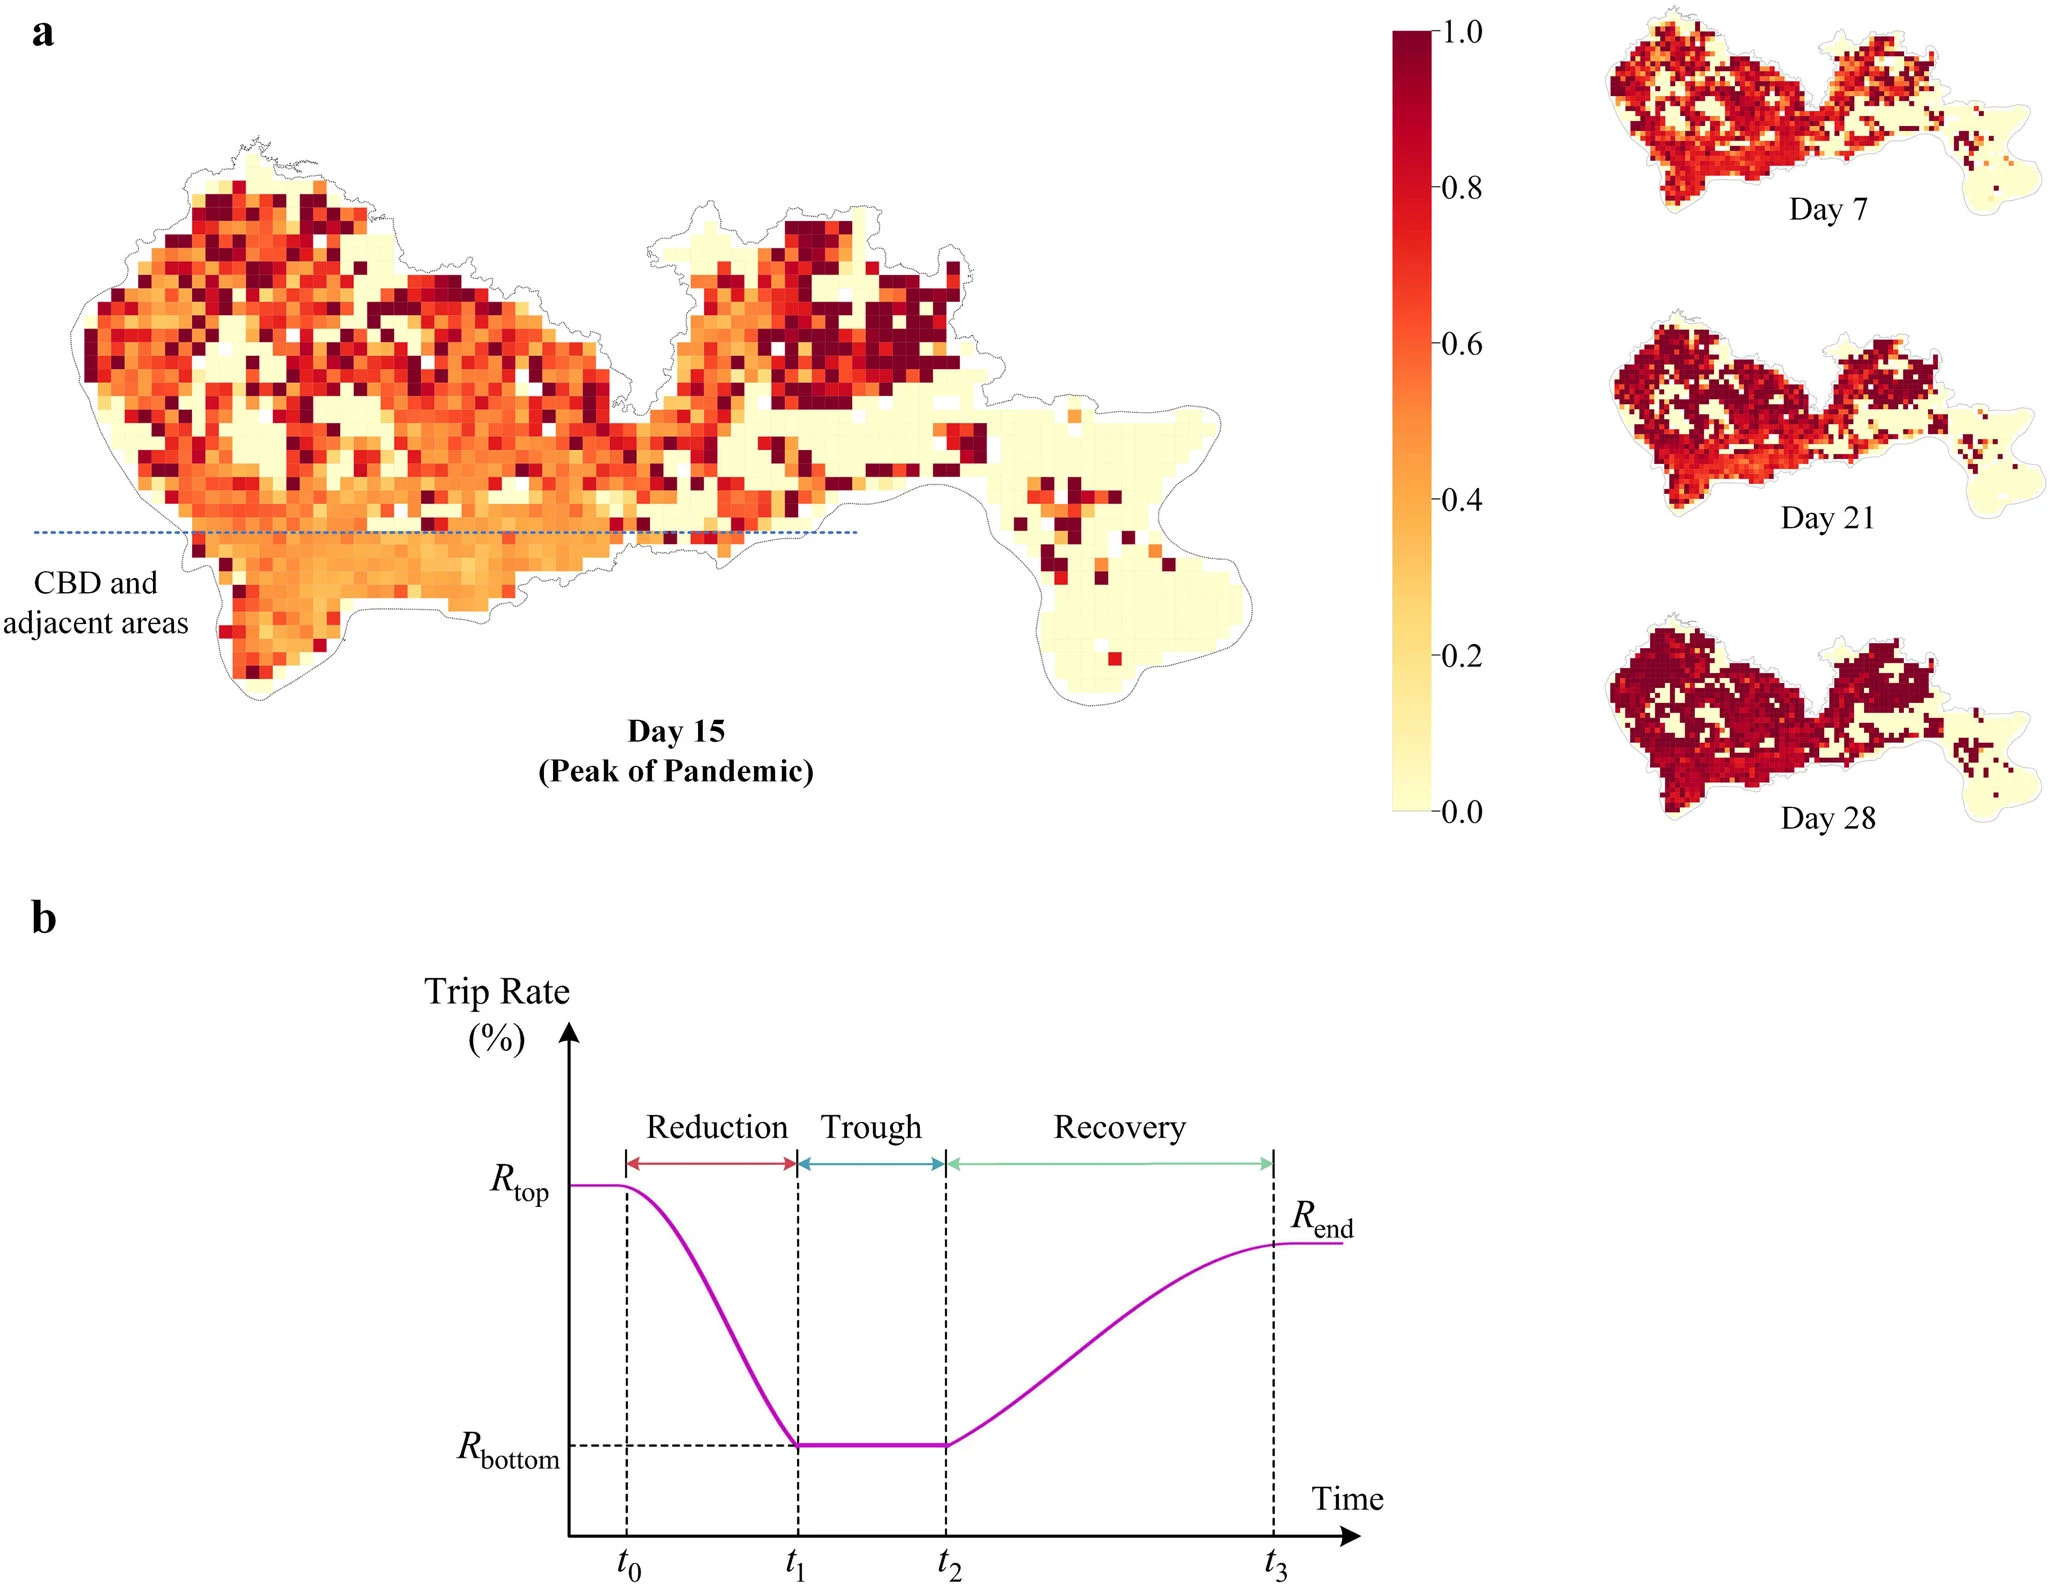 a
1.0
0.8
0.6
0.4
0.2
0.0
CBD and
adjacent areas
Day 15
(Peak of Pandemic)
Day 7
Day 21
Day 28
b
Trip Rate
(%)
Reduction
Trough
Recovery
Rtop
Rend
Rbottom
Time
t0
t1
t2
t3